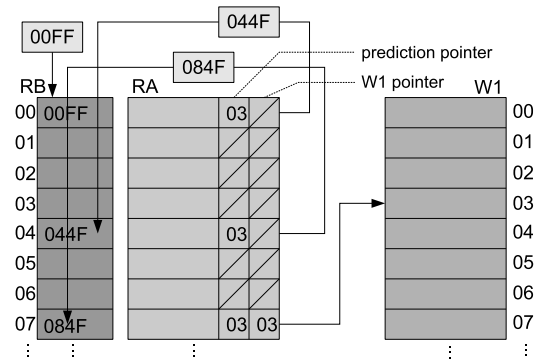 044F
00FF
084F
prediction pointer
W1 pointer
RB RA W1
00 00FF 03 00
01 01
02 02
03 03
04 044F 03 04
05 05
06 06
07 084F 03 03 07